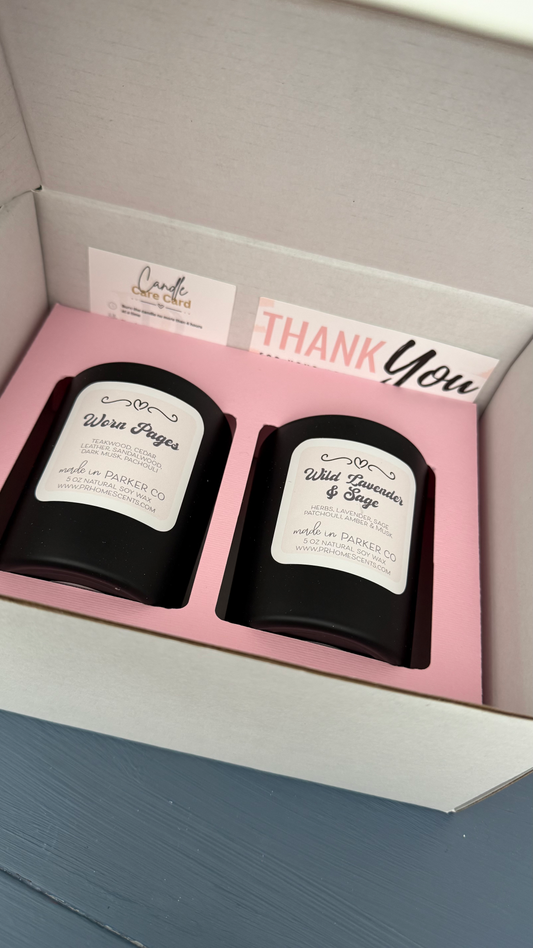 Candle
Care Card
THANK You
Worn Pages
TEAKWOOD, CEDAR,
LEATHER, SANDALWOOD,
DARK MUSK, PACHOULI
made in PARKER CO
5 OZ NATURAL SOY WAX
WWW.PRHOMESCENTS.COM
Wild Lavender
& Sage
HERBS, LAVENDER, SAGE
PATCHOULI, AMBER & MUSK
made in PARKER CO
5 OZ NATURAL SOY WAX
WWW.PRHOMESCENTS.COM